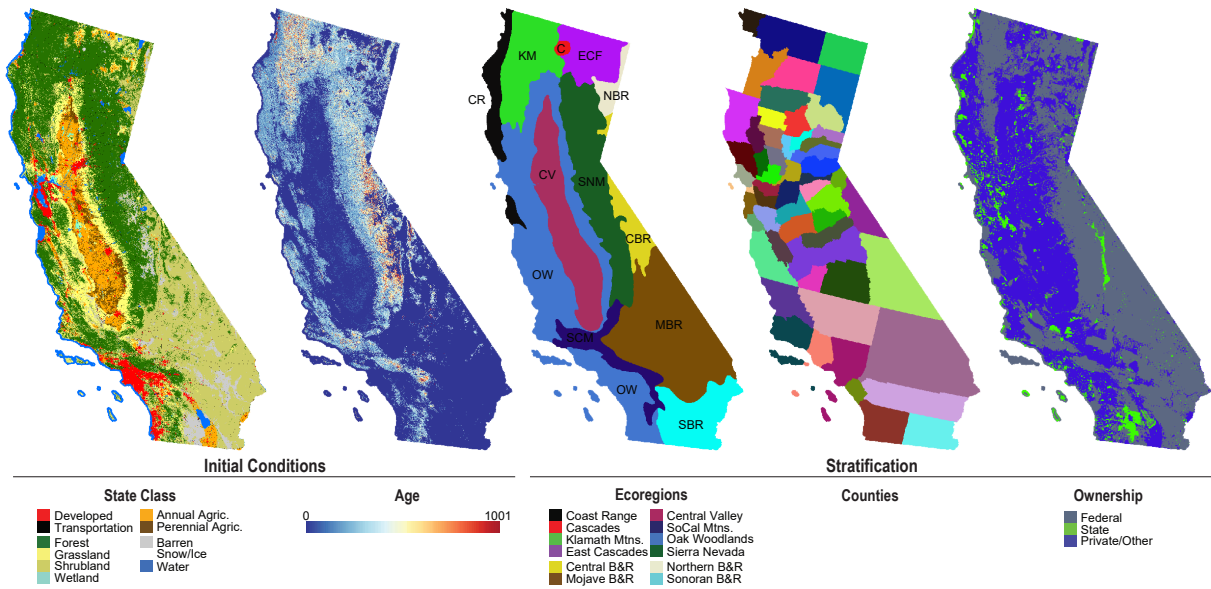 KM
C
ECF
CR
NBR
CV
SNM
CBR
OW
MBR
SCM
OW
SBR
Initial Conditions
Stratification
State Class
Age
Ecoregions
Counties
Ownership
Developed
Transportation
Forest
Grassland
Shrubland
Wetland
Annual Agric.
Perennial Agric.
Barren
Snow/Ice
Water
0
1001
Coast Range
Cascades
Klamath Mtns.
East Cascades
Central B&R
Mojave B&R
Central Valley
SoCal Mtns.
Oak Woodlands
Sierra Nevada
Northern B&R
Sonoran B&R
Federal
State
Private/Other